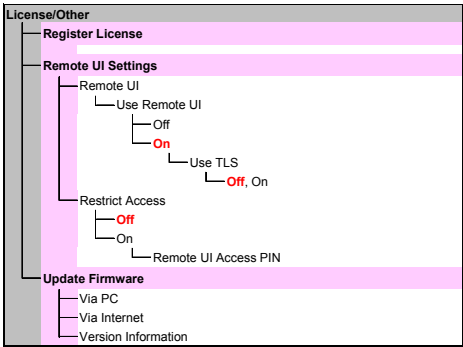 License/Other
Register License
Remote UI Settings
Remote UI
Use Remote UI
Off
On
Use TLS
Off, On
Restrict Access
Off
On
Remote UI Access PIN
Update Firmware
Via PC
Via Internet
Version Information